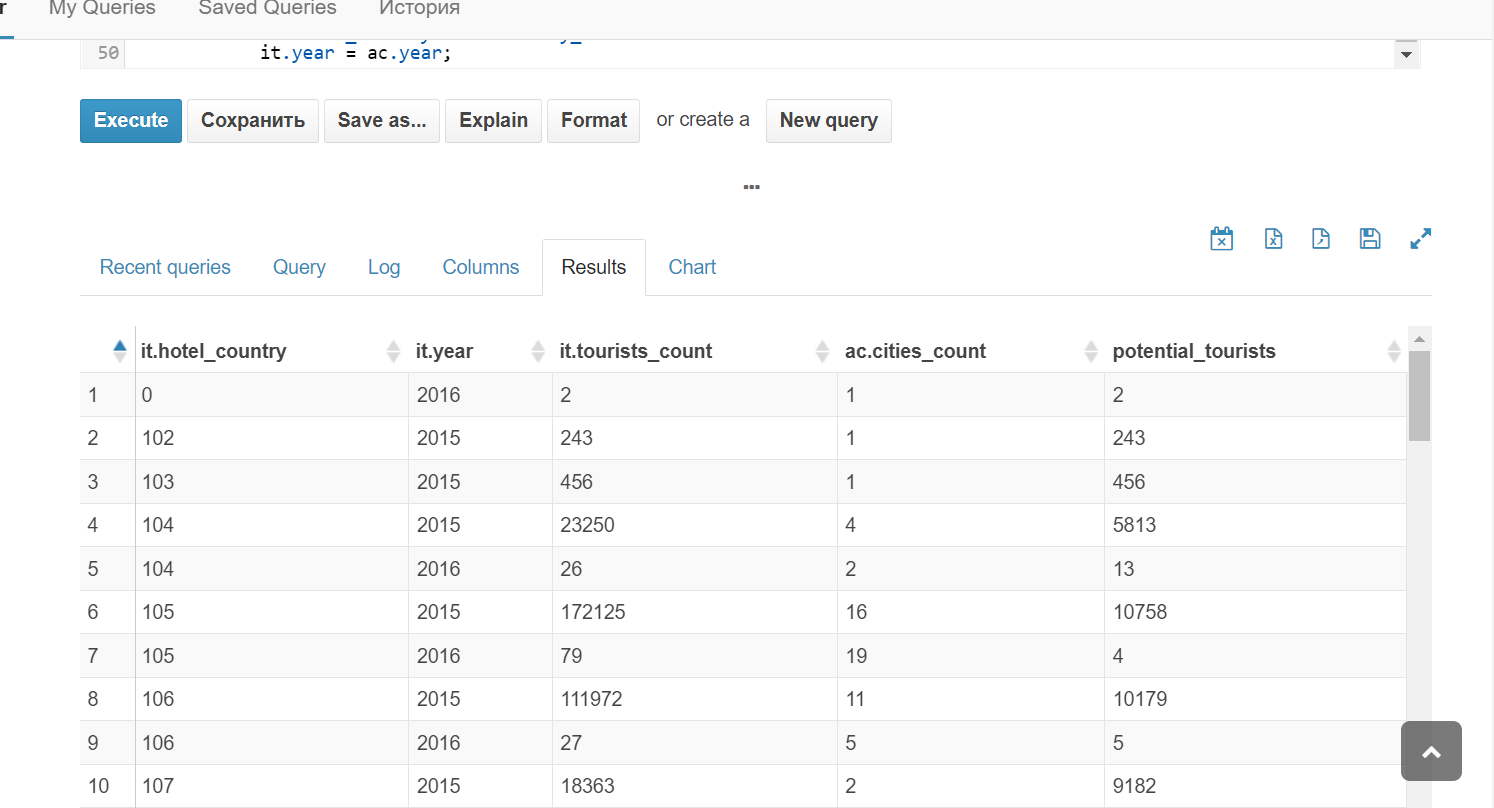 r My Queries Saved Queries История
50 it.year = ac.year;
Execute Сохранить Save as... Explain Format or create a New query
...
Recent queries Query Log Columns Results Chart
it.hotel_country it.year it.tourists_count ac.cities_count potential_tourists
1 0 2016 2 1 2
2 102 2015 243 1 243
3 103 2015 456 1 456
4 104 2015 23250 4 5813
5 104 2016 26 2 13
6 105 2015 172125 16 10758
7 105 2016 79 19 4
8 106 2015 111972 11 10179
9 106 2016 27 5 5
10 107 2015 18363 2 9182